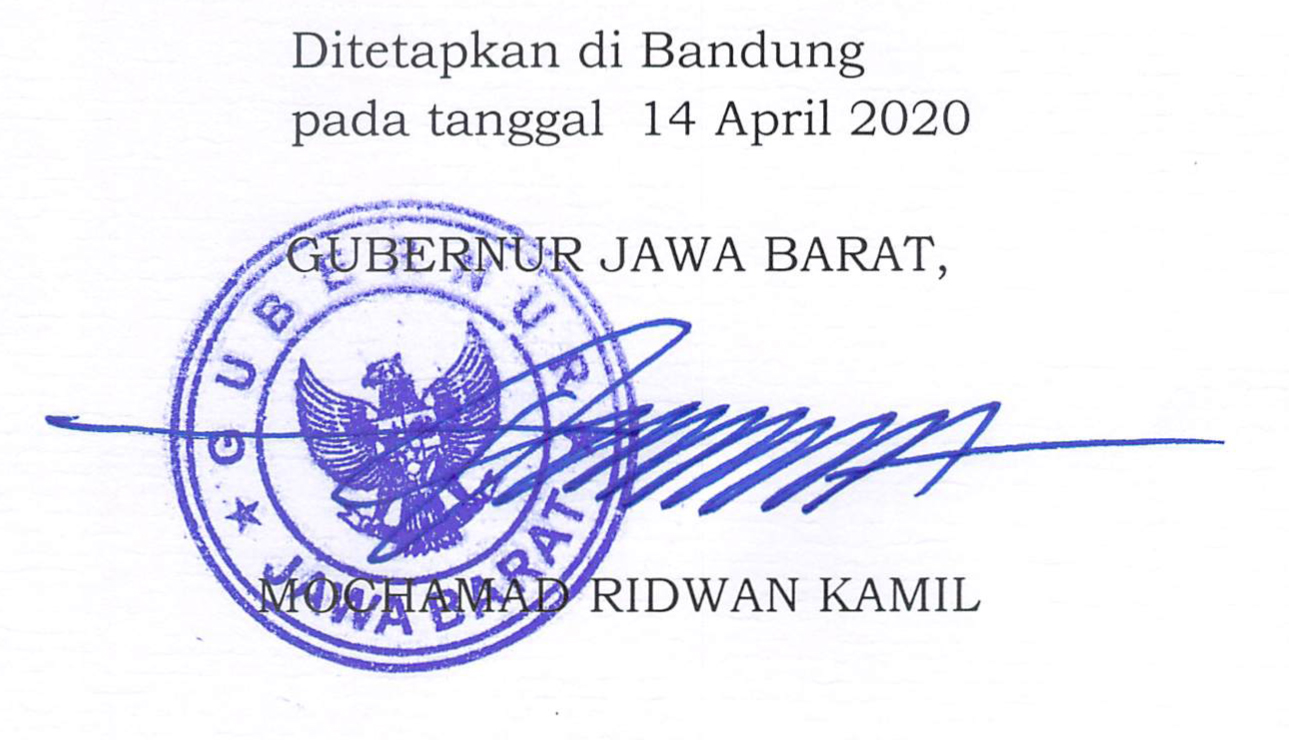 Ditetapkan di Bandung
pada tanggal 14 April 2020
GUBERNUR JAWA BARAT,
GUBERNUR
JAWA BARAT
MOCHAMAD RIDWAN KAMIL